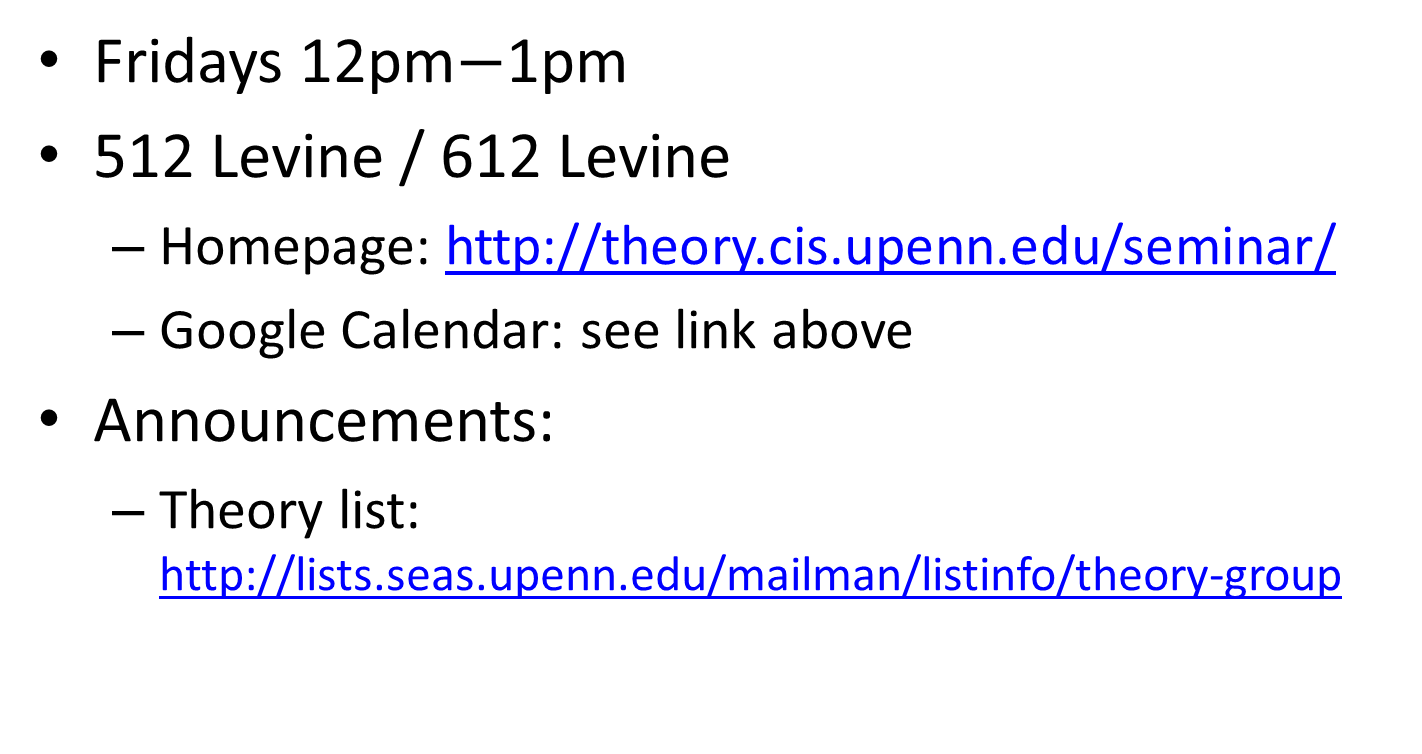 • Fridays 12pm—1pm
• 512 Levine / 612 Levine
– Homepage: http://theory.cis.upenn.edu/seminar/
– Google Calendar: see link above
• Announcements:
– Theory list:
http://lists.seas.upenn.edu/mailman/listinfo/theory-group